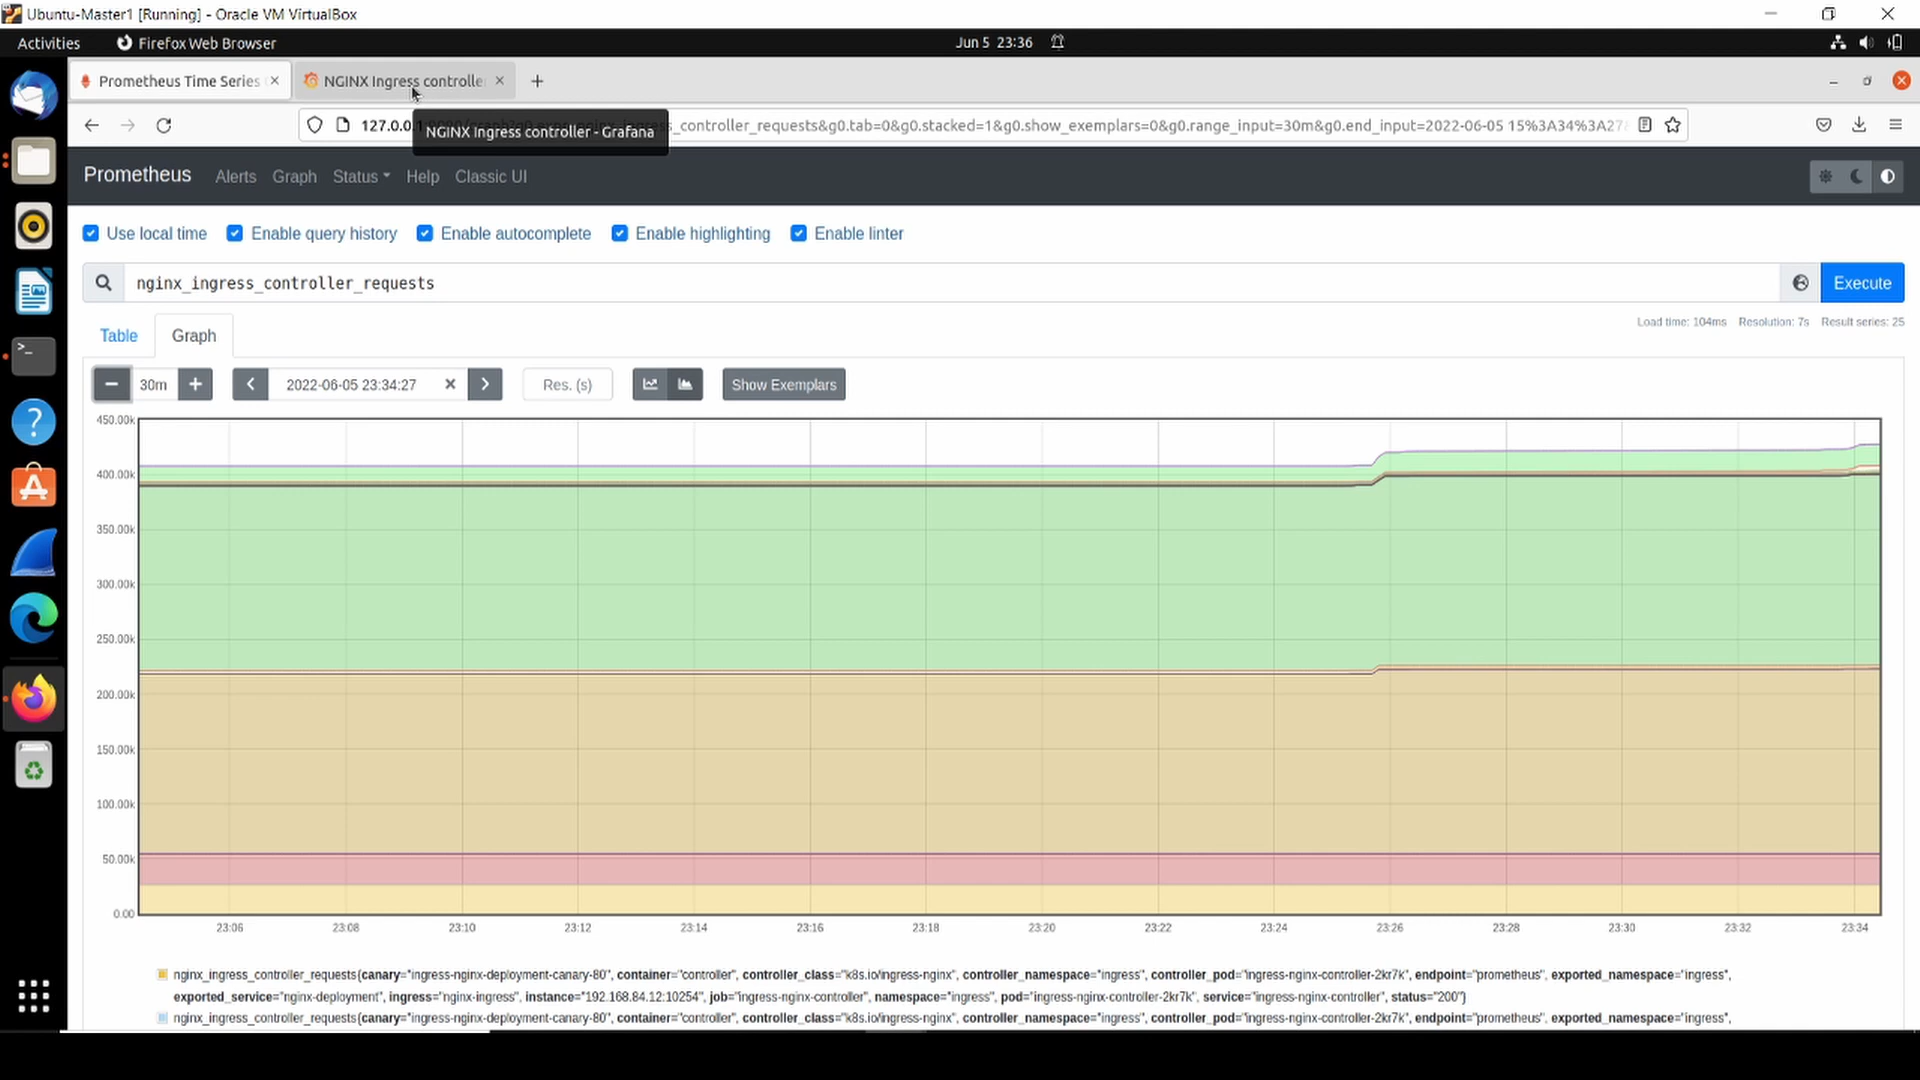 Ubuntu-Master1 [Running] - Oracle VM VirtualBox
Activities Firefox Web Browser Jun 5 23:36
Prometheus Time Series NGINX Ingress controlle
127.0.0. s_controller_requests&g0.tab=0&g0.stacked=1&g0.show_exemplars=0&g0.range_input=30m&g0.end_input=2022-06-05 15%3A34%3A27
NGINX Ingress controller - Grafana
Prometheus Alerts Graph Status Help Classic UI
Use local time Enable query history Enable autocomplete Enable highlighting Enable linter
nginx_ingress_controller_requests Execute
Table Graph Load time: 104ms Resolution: 7s Result series: 25
30m 2022-06-05 23:34:27 Res. (s) Show Exemplars
450.00k
400.00k
350.00k
300.00k
250.00k
200.00k
150.00k
100.00k
50.00k
0.00
23:06 23:08 23:10 23:12 23:14 23:16 23:18 23:20 23:22 23:24 23:26 23:28 23:30 23:32 23:34
nginx_ingress_controller_requests{canary="ingress-nginx-deployment-canary-80", container="controller", controller_class="k8s.io/ingress-nginx", controller_namespace="ingress", controller_pod="ingress-nginx-controller-2kr7k", endpoint="prometheus", exported_namespace="ingress",
exported_service="nginx-deployment", ingress="nginx-ingress", instance="192.168.84.12:10254", job="ingress-nginx-controller", namespace="ingress", pod="ingress-nginx-controller-2kr7k", service="ingress-nginx-controller", status="200"}
nginx_ingress_controller_requests{canary="ingress-nginx-deployment-canary-80", container="controller", controller_class="k8s.io/ingress-nginx", controller_namespace="ingress", controller_pod="ingress-nginx-controller-2kr7k", endpoint="prometheus", exported_namespace="ingress",